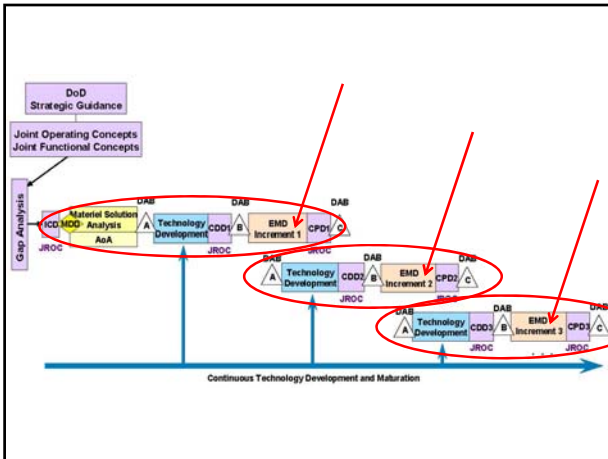 DoD
Strategic Guidance
Joint Operating Concepts
Joint Functional Concepts
Gap Analysis
ICD
MDD
JROC
Materiel Solution
Analysis
AoA
DAB
A
Technology
Development
CDD1
JROC
DAB
B
EMD
Increment 1
CPD1
JROC
DAB
C
DAB
A
Technology
Development
CDD2
JROC
DAB
B
EMD
Increment 2
CPD2
JROC
DAB
C
DAB
A
Technology
Development
CDD3
JROC
DAB
B
EMD
Increment 3
CPD3
JROC
DAB
C
. . .
Continuous Technology Development and Maturation